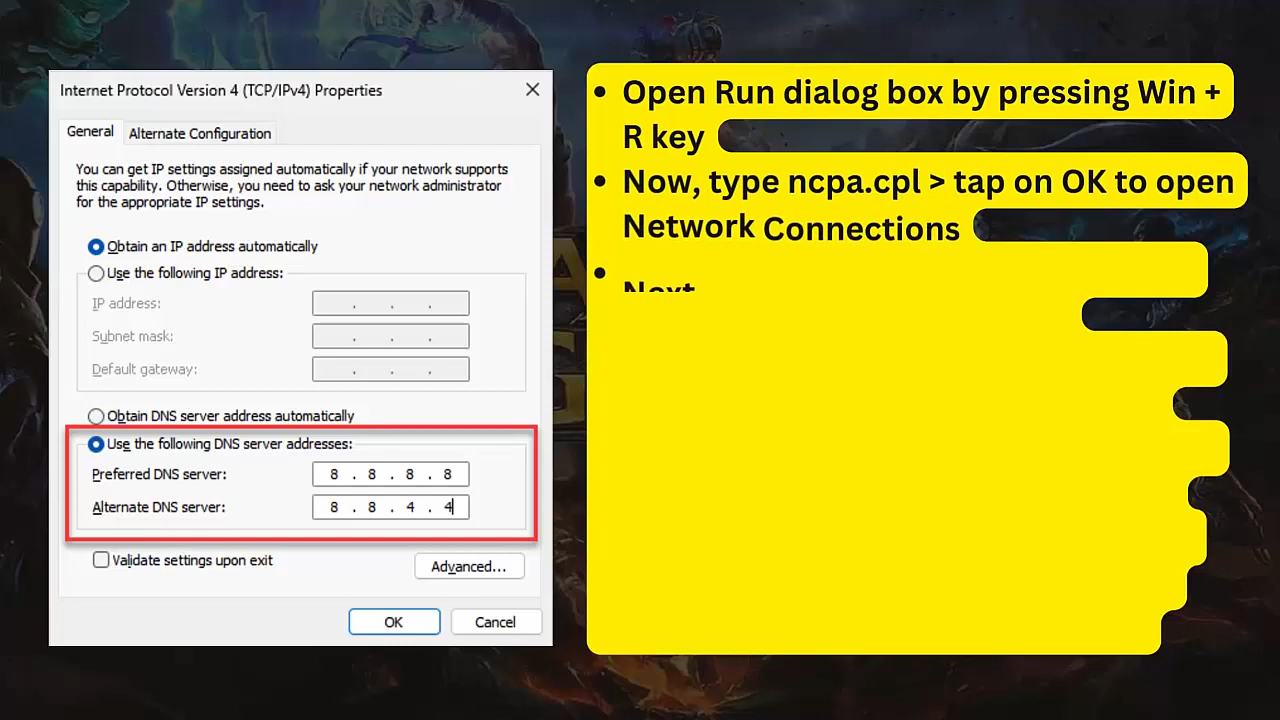 Internet Protocol Version 4 (TCP/IPv4) Properties
General
Alternate Configuration
You can get IP settings assigned automatically if your network supports
this capability. Otherwise, you need to ask your network administrator
for the appropriate IP settings.
Obtain an IP address automatically
Use the following IP address:
IP address: . . .
Subnet mask: . . .
Default gateway: . . .
Obtain DNS server address automatically
Use the following DNS server addresses:
Preferred DNS server: 8 . 8 . 8 . 8
Alternate DNS server: 8 . 8 . 4 . 4
Validate settings upon exit
Advanced...
OK
Cancel
• Open Run dialog box by pressing Win +
R key
• Now, type ncpa.cpl > tap on OK to open
Network Connections
• Next